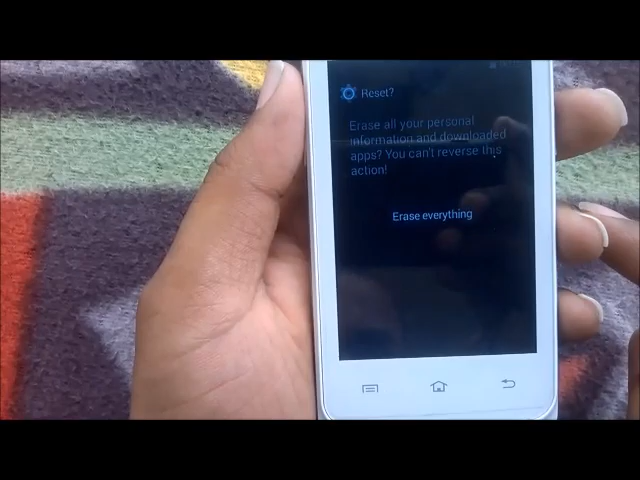 Reset?
Erase all your personal
information and downloaded
apps? You can't reverse this
action!
Erase everything